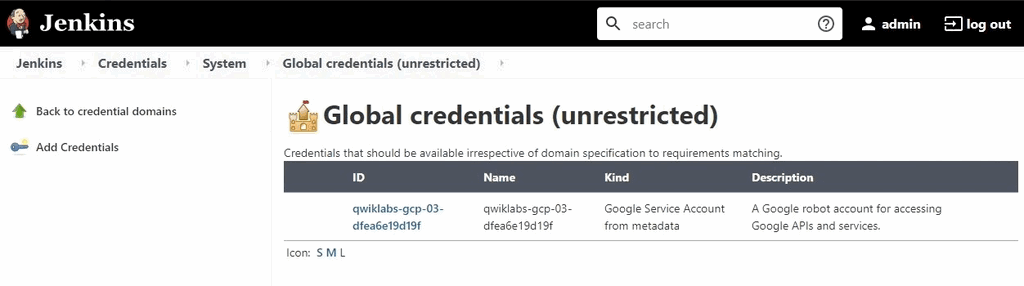 Jenkins search admin log out
Jenkins Credentials System Global credentials (unrestricted)
Back to credential domains
Add Credentials
Global credentials (unrestricted)
Credentials that should be available irrespective of domain specification to requirements matching.
ID Name Kind Description
qwiklabs-gcp-03- qwiklabs-gcp-03- Google Service Account A Google robot account for accessing
dfea6e19d19f dfea6e19d19f from metadata Google APIs and services.
Icon: S M L